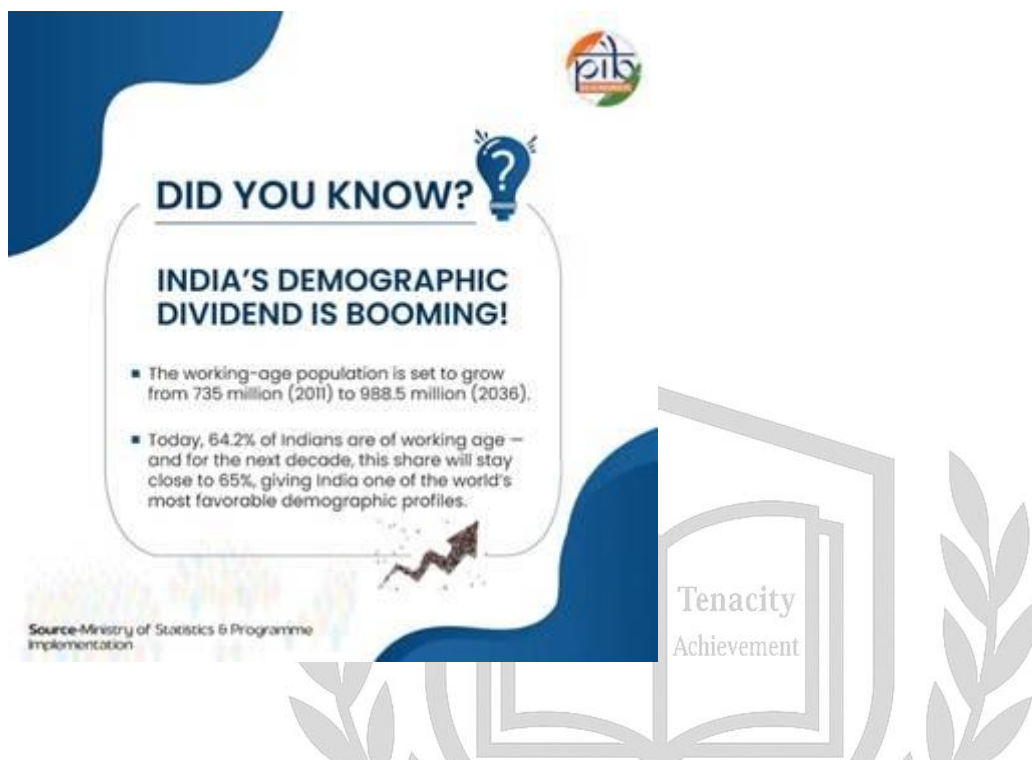 pib
DID YOU KNOW?
?
INDIA'S DEMOGRAPHIC
DIVIDEND IS BOOMING!
The working-age population is set to grow
from 735 million (2011) to 988.5 million (2036).
Today, 64.2% of Indians are of working age —
and for the next decade, this share will stay
close to 65%, giving India one of the world's
most favorable demographic profiles.
Source-Ministry of Statistics & Programme
Implementation
Tenacity
Achievement